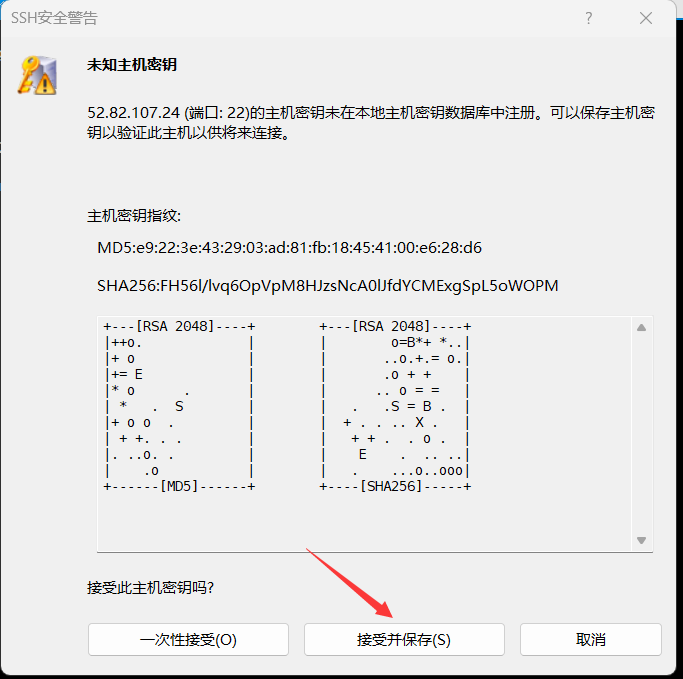 SSH安全警告
未知主机密钥
52.82.107.24 (端口: 22)的主机密钥未在本地主机密钥数据库中注册。可以保存主机密
钥以验证此主机以供将来连接。
主机密钥指纹:
MD5:e9:22:3e:43:29:03:ad:81:fb:18:45:41:00:e6:28:d6
SHA256:FH56l/lvq6OpVpM8HJzsNcA0lJfdYCMExgSpL5oWOPM
+---[RSA 2048]----+        +---[RSA 2048]----+
|++o.             |        |        o=B*+ *..|
|+ o              |        |       ..o.+.= o.|
|+= E             |        |       .o + +    |
|* o      .       |        |      .. o = =   |
| *   .  S        |        |   .   .S = B .  |
|+ o o  .         |        |  + . . .. X .   |
| + +. . .        |        |   + + .  . o .  |
|. ..o. .         |        |    E    .  .. ..|
|    .o           |        |   .    ...o..ooo|
+------[MD5]------+        +----[SHA256]-----+
接受此主机密钥吗?
一次性接受(O)
接受并保存(S)
取消